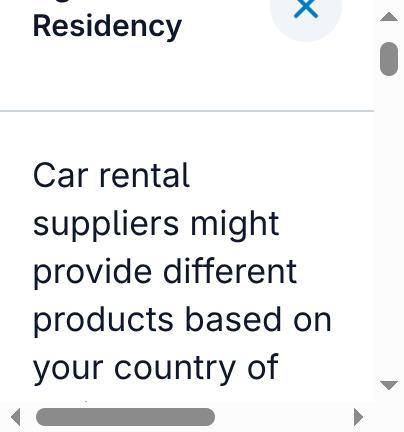 Residency
Car rental
suppliers might
provide different
products based on
your country of